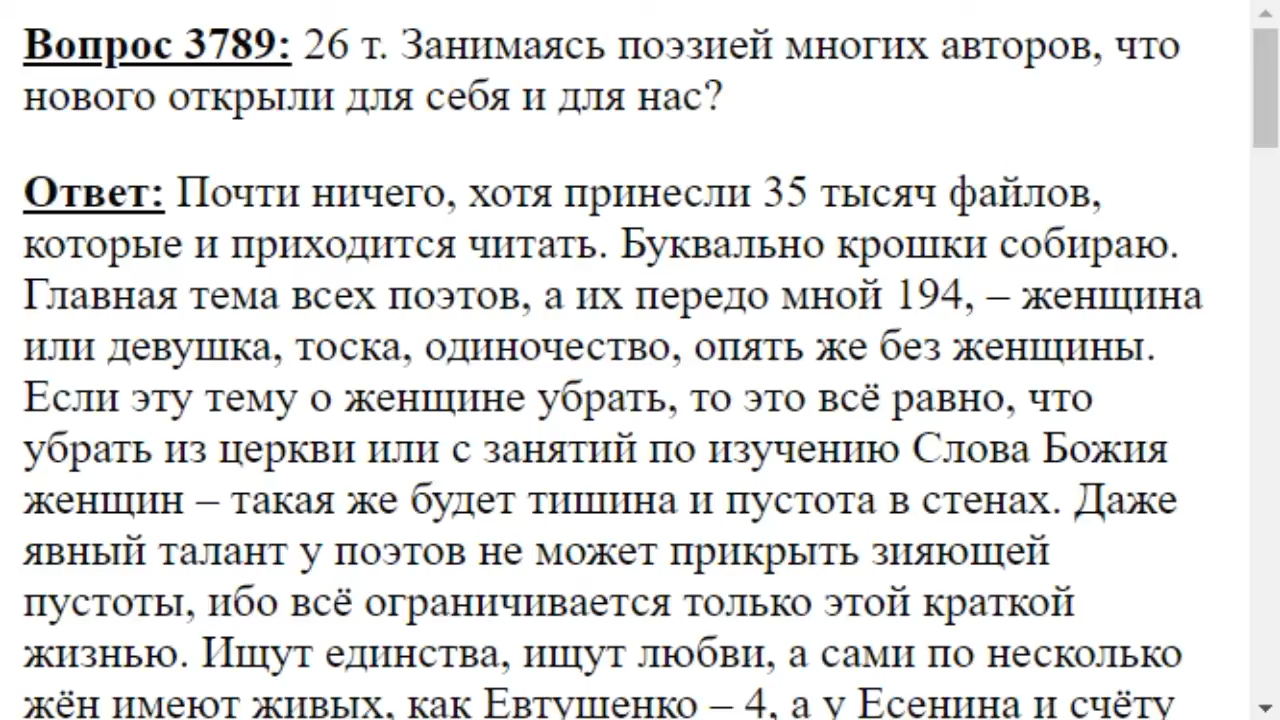 Вопрос 3789: 26 т. Занимаясь поэзией многих авторов, что
нового открыли для себя и для нас?
Ответ: Почти ничего, хотя принесли 35 тысяч файлов,
которые и приходится читать. Буквально крошки собираю.
Главная тема всех поэтов, а их передо мной 194, – женщина
или девушка, тоска, одиночество, опять же без женщины.
Если эту тему о женщине убрать, то это всё равно, что
убрать из церкви или с занятий по изучению Слова Божия
женщин – такая же будет тишина и пустота в стенах. Даже
явный талант у поэтов не может прикрыть зияющей
пустоты, ибо всё ограничивается только этой краткой
жизнью. Ищут единства, ищут любви, а сами по несколько
жён имеют живых, как Евтушенко – 4, а у Есенина и счёту